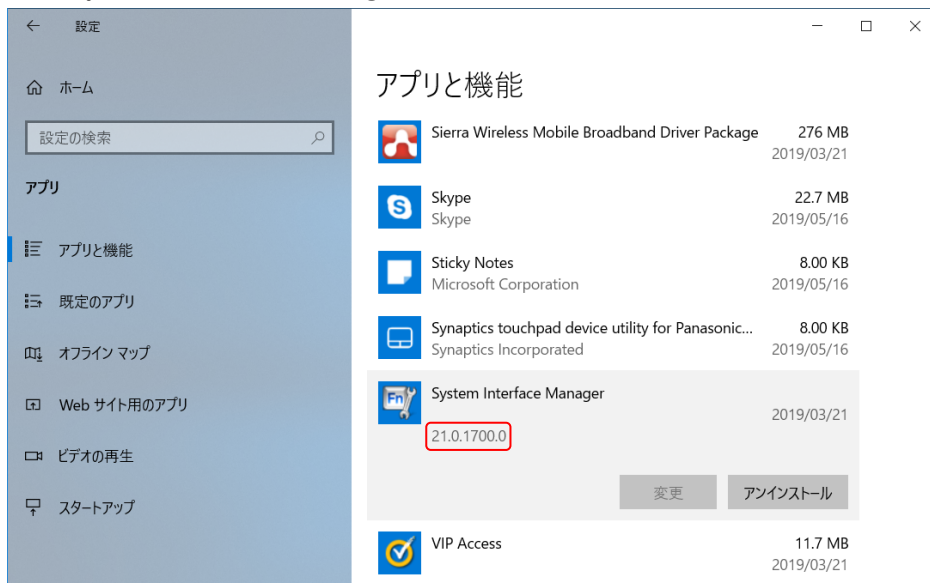 設定
ホーム
設定の検索
アプリ
アプリと機能
既定のアプリ
オフライン マップ
Web サイト用のアプリ
ビデオの再生
スタートアップ
アプリと機能
Sierra Wireless Mobile Broadband Driver Package 276 MB
2019/03/21
Skype 22.7 MB
Skype 2019/05/16
Sticky Notes 8.00 KB
Microsoft Corporation 2019/05/16
Synaptics touchpad device utility for Panasonic... 8.00 KB
Synaptics Incorporated 2019/05/16
Fn System Interface Manager
2019/03/21
21.0.1700.0
変更 アンインストール
VIP Access 11.7 MB
2019/03/21